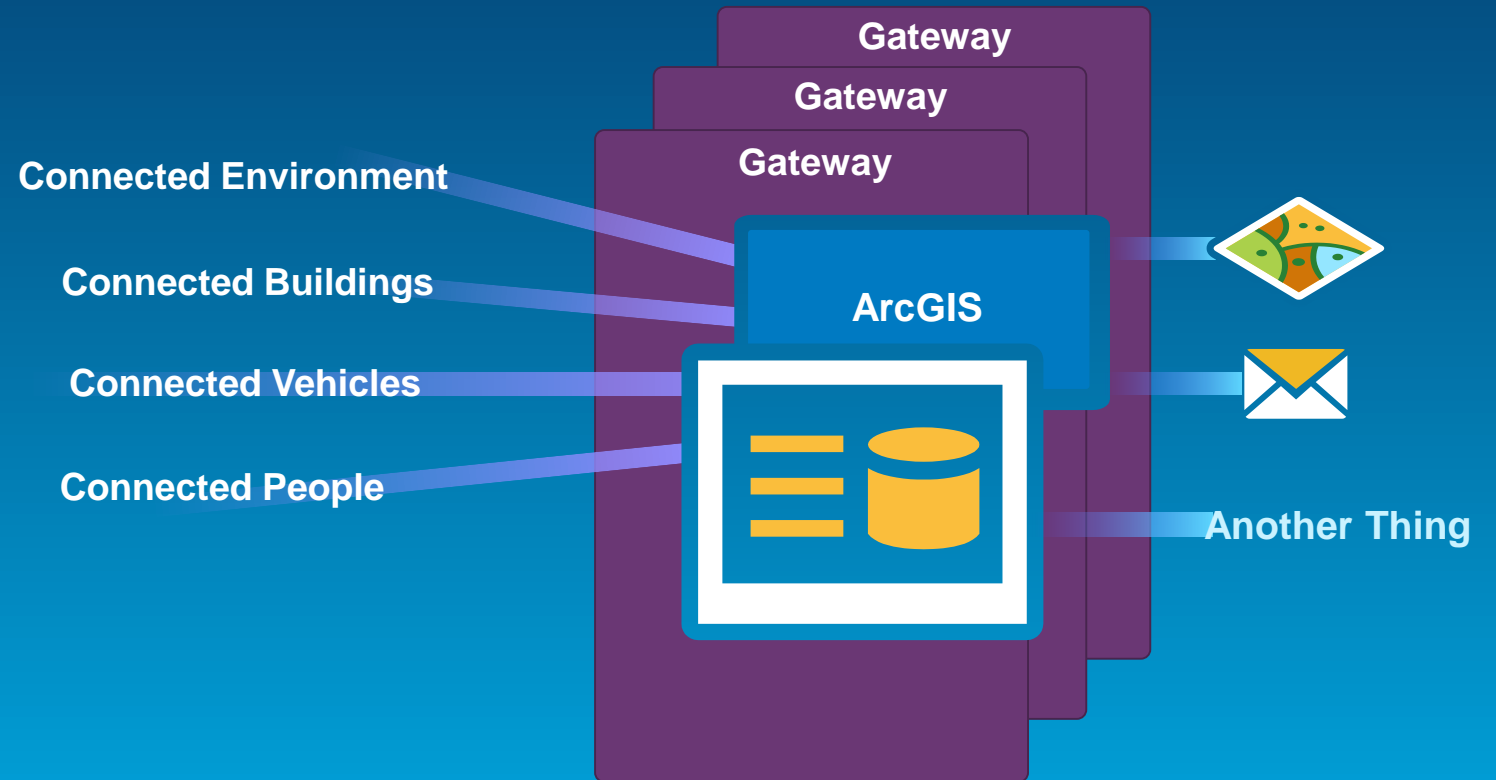 Gateway
Gateway
Gateway
Connected Environment
Connected Buildings
ArcGIS
Connected Vehicles
Connected People
Another Thing